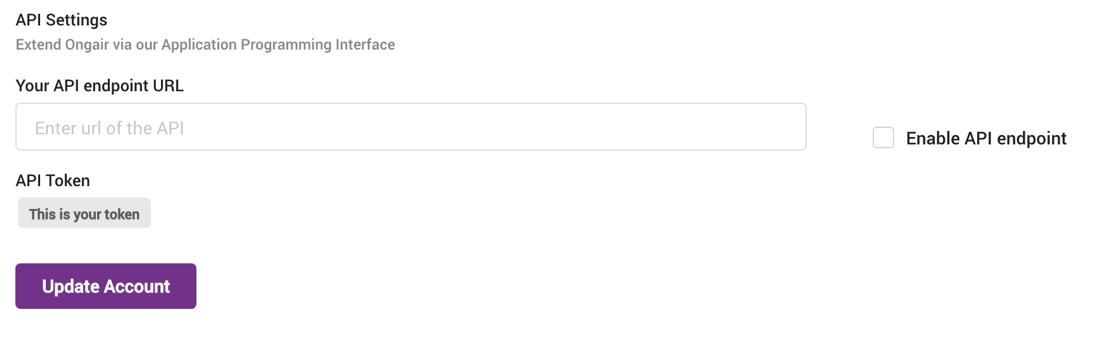 API Settings
Extend Ongair via our Application Programming Interface
Your API endpoint URL
Enter url of the API
Enable API endpoint
API Token
This is your token
Update Account